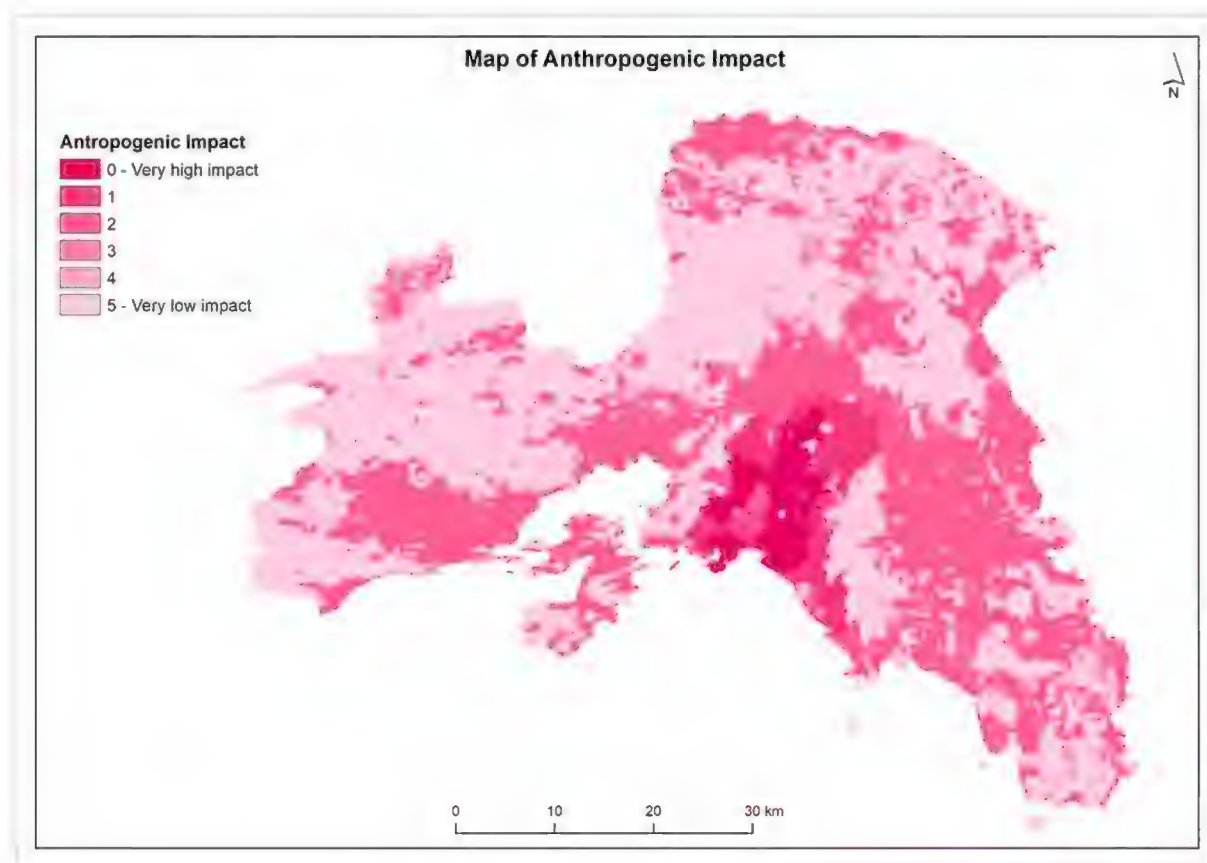 Map of Anthropogenic Impact
N
Antropogenic Impact
0 - Very high impact
1
2
3
4
5 - Very low impact
0 10 20 30 km